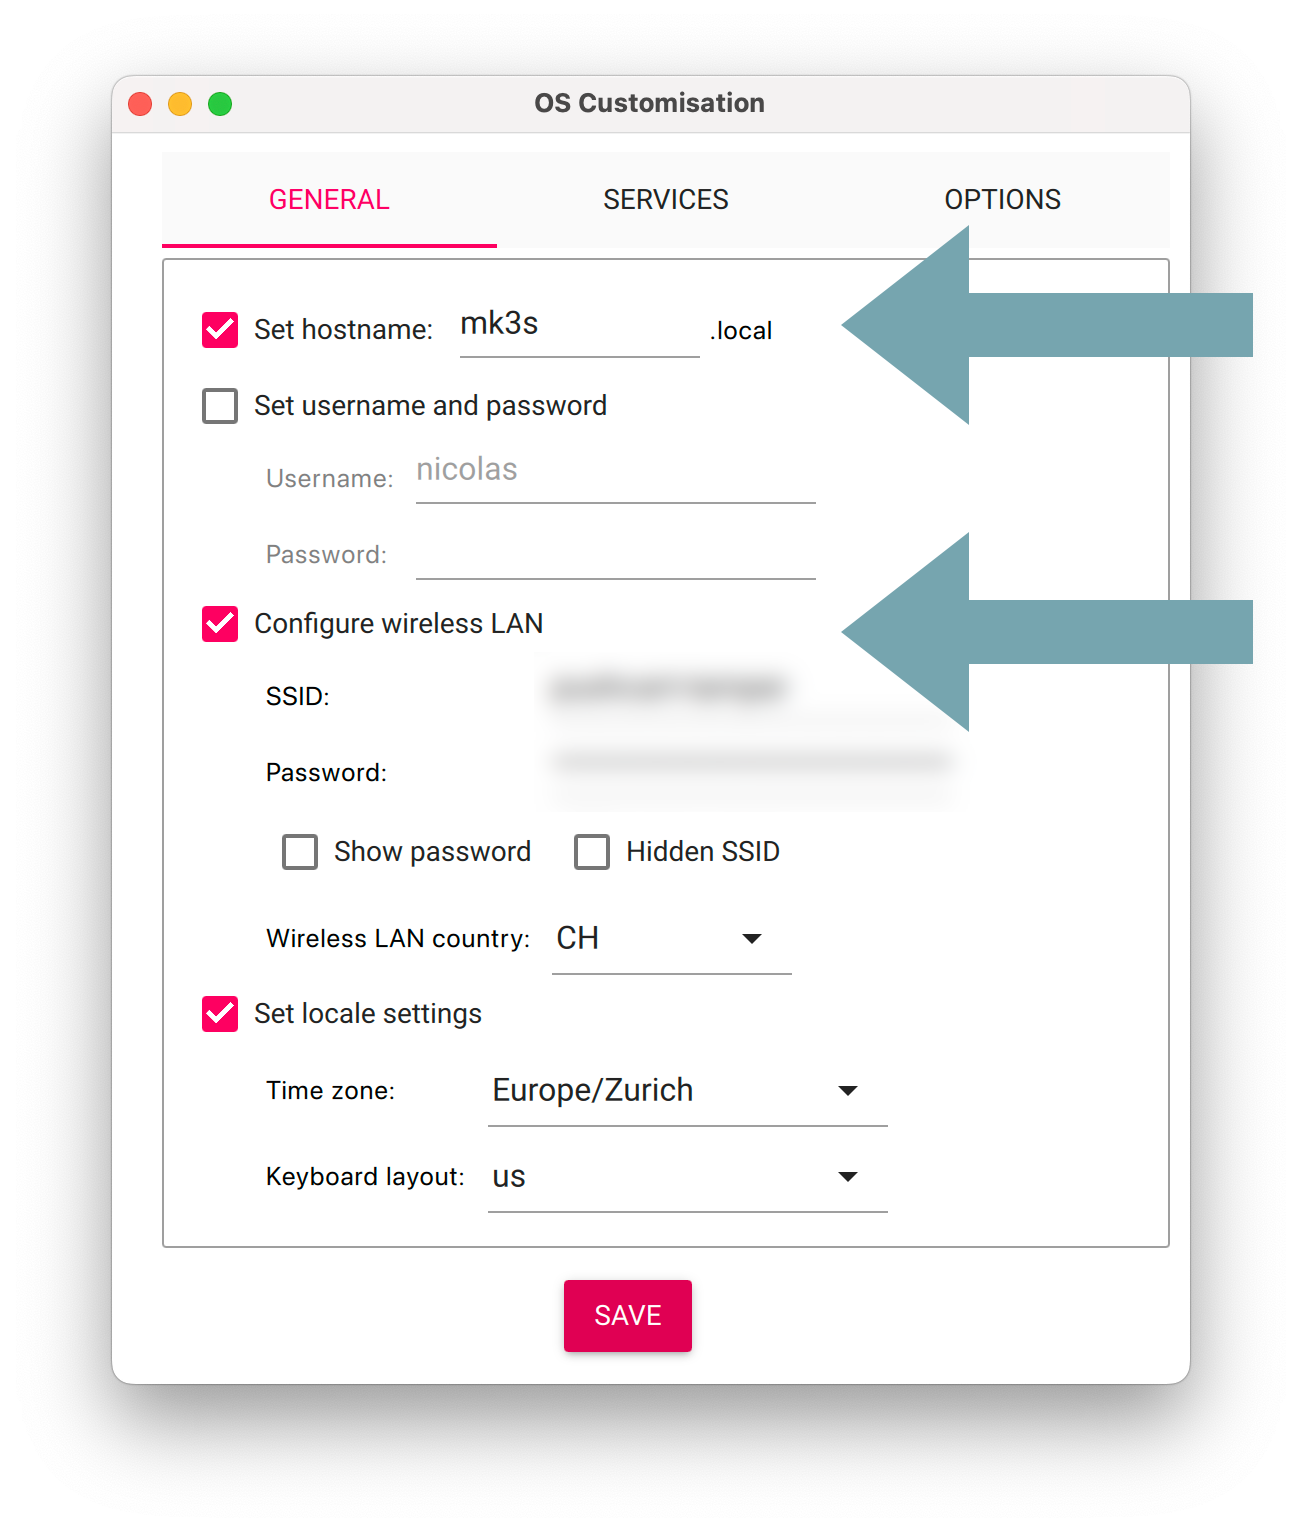 OS Customisation
GENERAL SERVICES OPTIONS
Set hostname: mk3s .local
Set username and password
Username: nicolas
Password:
Configure wireless LAN
SSID:
Password:
Show password Hidden SSID
Wireless LAN country: CH
Set locale settings
Time zone: Europe/Zurich
Keyboard layout: us
SAVE